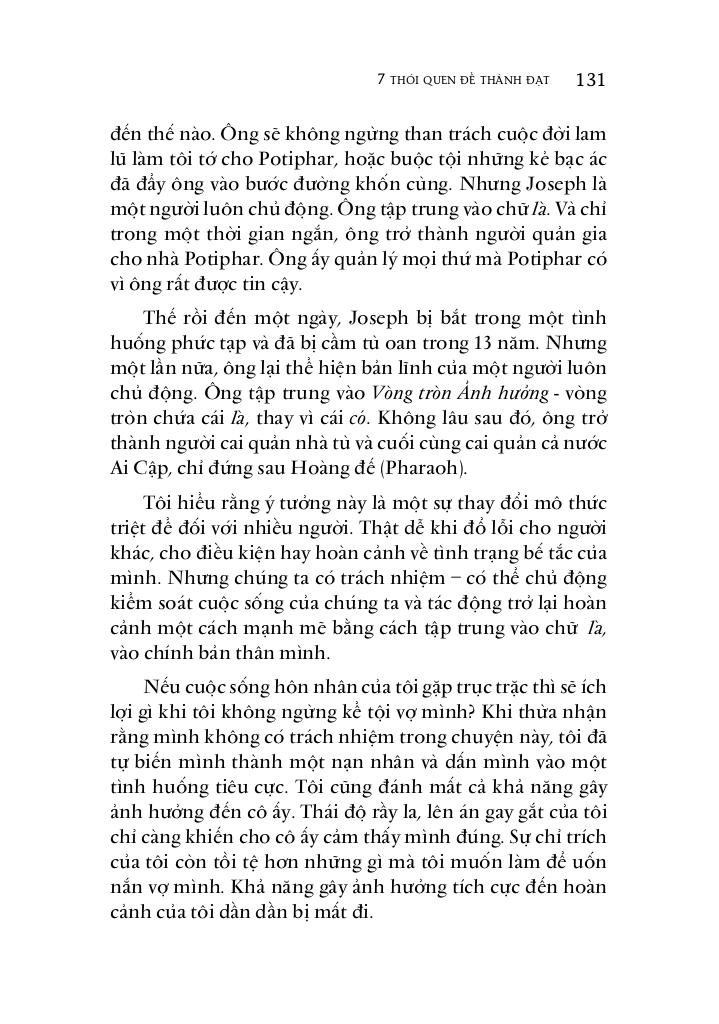 7 THÓI QUEN ĐỂ THÀNH ĐẠT 131
đến thế nào. Ông sẽ không ngừng than trách cuộc đời lam
lũ làm tôi tớ cho Potiphar, hoặc buộc tội những kẻ bạc ác
đã đẩy ông vào bước đường khốn cùng. Nhưng Joseph là
một người luôn chủ động. Ông tập trung vào chữ là. Và chỉ
trong một thời gian ngắn, ông trở thành người quản gia
cho nhà Potiphar. Ông ấy quản lý mọi thứ mà Potiphar có
vì ông rất được tin cậy.
Thế rồi đến một ngày, Joseph bị bắt trong một tình
huống phức tạp và đã bị cầm tù oan trong 13 năm. Nhưng
một lần nữa, ông lại thể hiện bản lĩnh của một người luôn
chủ động. Ông tập trung vào Vòng tròn Ảnh hưởng - vòng
tròn chứa cái là, thay vì cái có. Không lâu sau đó, ông trở
thành người cai quản nhà tù và cuối cùng cai quản cả nước
Ai Cập, chỉ đứng sau Hoàng đế (Pharaoh).
Tôi hiểu rằng ý tưởng này là một sự thay đổi mô thức
triệt để đối với nhiều người. Thật dễ khi đổ lỗi cho người
khác, cho điều kiện hay hoàn cảnh về tình trạng bế tắc của
mình. Nhưng chúng ta có trách nhiệm – có thể chủ động
kiểm soát cuộc sống của chúng ta và tác động trở lại hoàn
cảnh một cách mạnh mẽ bằng cách tập trung vào chữ là,
vào chính bản thân mình.
Nếu cuộc sống hôn nhân của tôi gặp trục trặc thì sẽ ích
lợi gì khi tôi không ngừng kể tội vợ mình? Khi thừa nhận
rằng mình không có trách nhiệm trong chuyện này, tôi đã
tự biến mình thành một nạn nhân và dấn mình vào một
tình huống tiêu cực. Tôi cũng đánh mất cả khả năng gây
ảnh hưởng đến cô ấy. Thái độ rầy la, lên án gay gắt của tôi
chỉ càng khiến cho cô ấy cảm thấy mình đúng. Sự chỉ trích
của tôi còn tồi tệ hơn những gì mà tôi muốn làm để uốn
nắn vợ mình. Khả năng gây ảnh hưởng tích cực đến hoàn
cảnh của tôi dần dần bị mất đi.